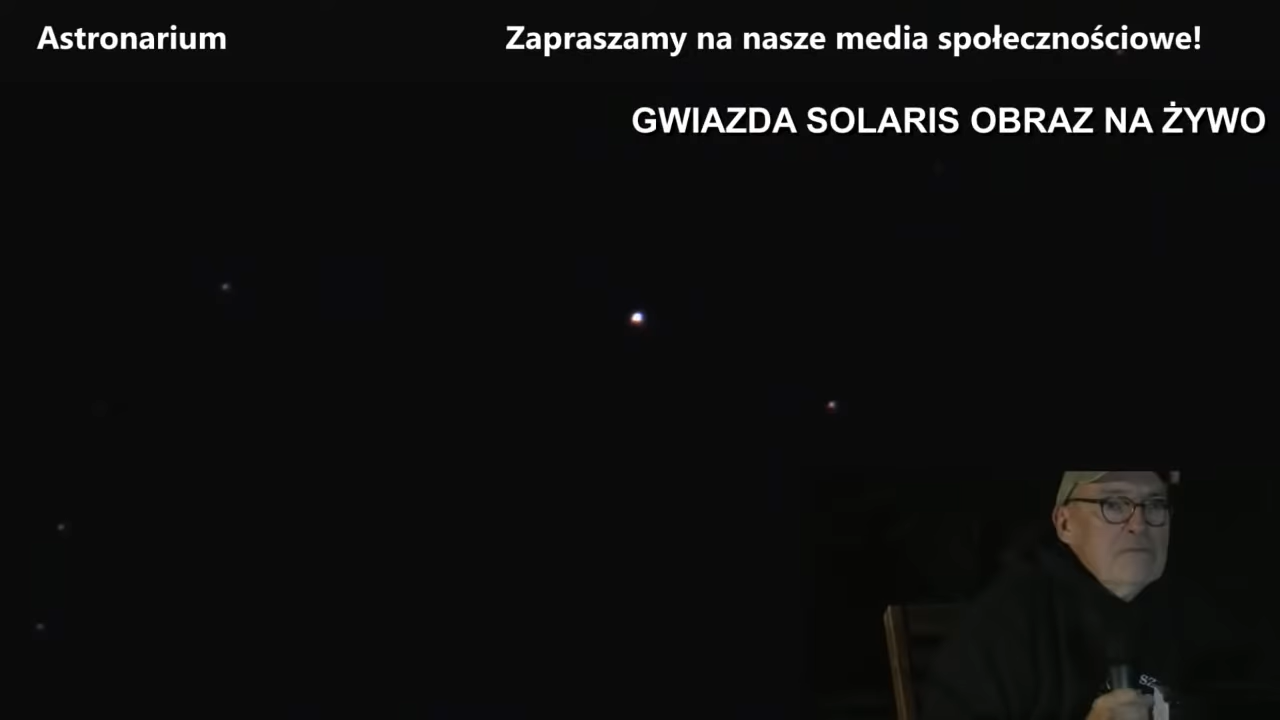 Astronarium
Zapraszamy na nasze media społecznościowe!
GWIAZDA SOLARIS OBRAZ NA ŻYWO